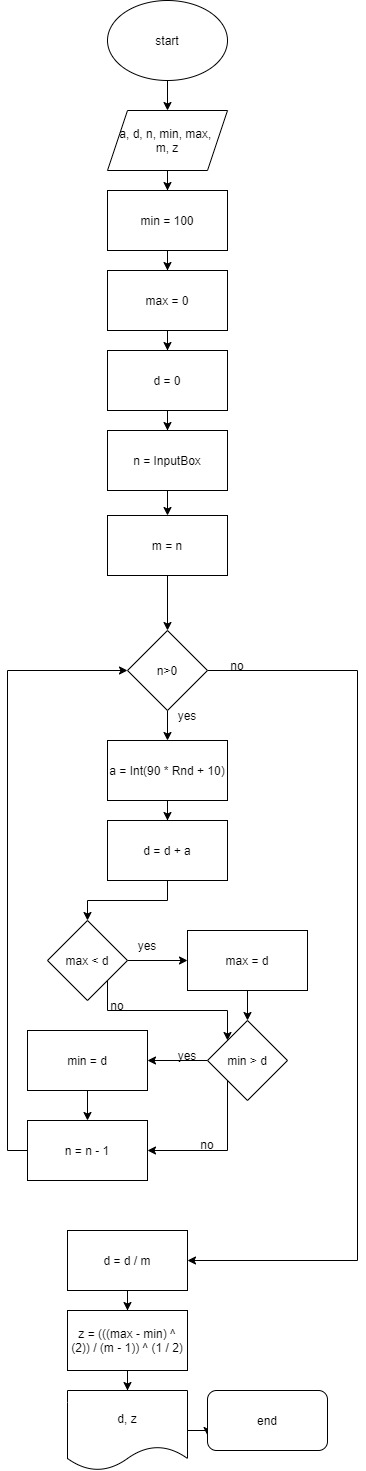 start
a, d, n, min, max,
m, z
min = 100
max = 0
d = 0
n = InputBox
m = n
n>0
no
yes
a = Int(90 * Rnd + 10)
d = d + a
max < d
yes
max = d
no
min = d
yes
min > d
n = n - 1
no
d = d / m
z = (((max - min) ^
(2)) / (m - 1)) ^ (1 / 2)
d, z
end